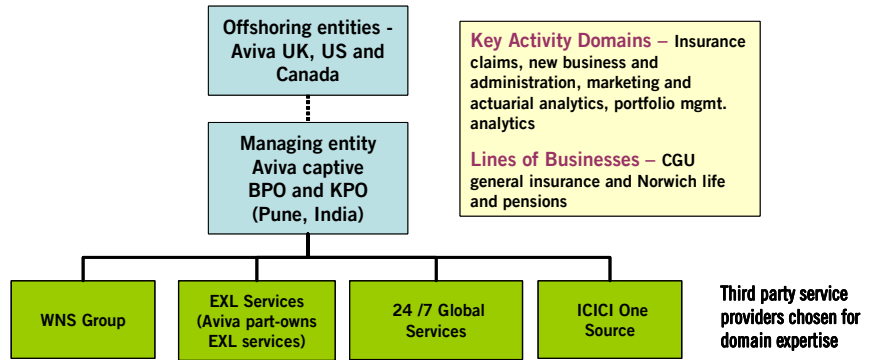 Offshoring entities -
Aviva UK, US and
Canada
Key Activity Domains – Insurance
claims, new business and
administration, marketing and
actuarial analytics, portfolio mgmt.
analytics
Lines of Businesses – CGU
general insurance and Norwich life
and pensions
Managing entity
Aviva captive
BPO and KPO
(Pune, India)
WNS Group
EXL Services
(Aviva part-owns
EXL services)
24 /7 Global
Services
ICICI One
Source
Third party service
providers chosen for
domain expertise